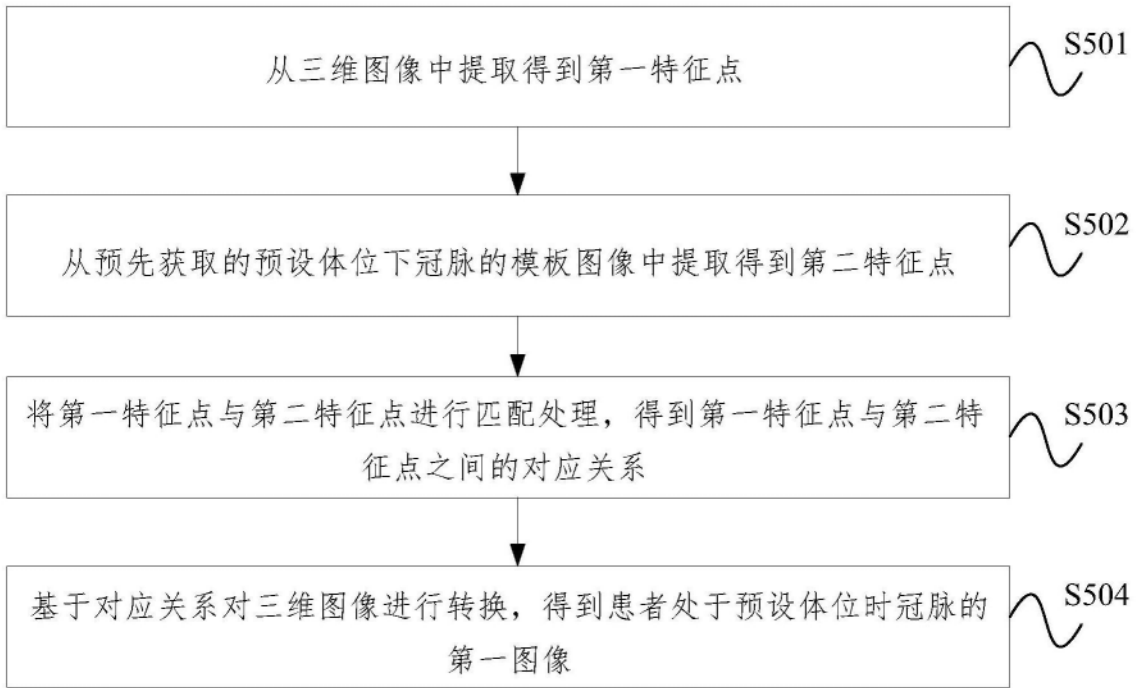 从三维图像中提取得到第一特征点
S501
从预先获取的预设体位下冠脉的模板图像中提取得到第二特征点
S502
将第一特征点与第二特征点进行匹配处理，得到第一特征点与第二特
征点之间的对应关系
S503
基于对应关系对三维图像进行转换，得到患者处于预设体位时冠脉的
第一图像
S504